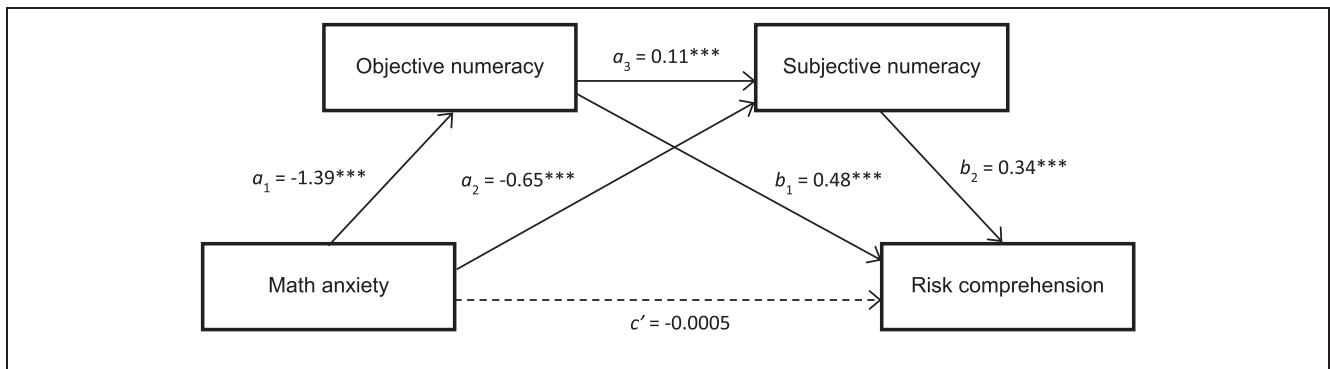 Objective numeracy
a₃ = 0.11***
Subjective numeracy
a₁ = -1.39***
a₂ = -0.65***
b₁ = 0.48***
b₂ = 0.34***
Math anxiety
Risk comprehension
c’ = -0.0005